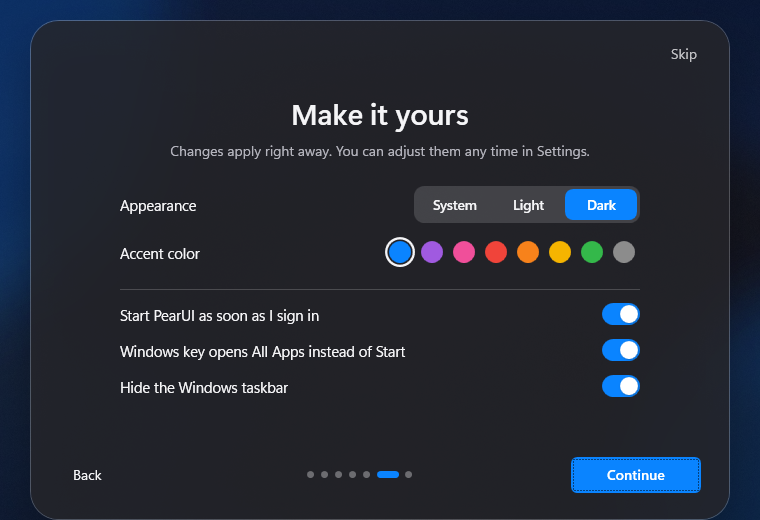 Skip
Make it yours
Changes apply right away. You can adjust them any time in Settings.
Appearance System Light Dark
Accent color
Start PearUI as soon as I sign in
Windows key opens All Apps instead of Start
Hide the Windows taskbar
Back Continue